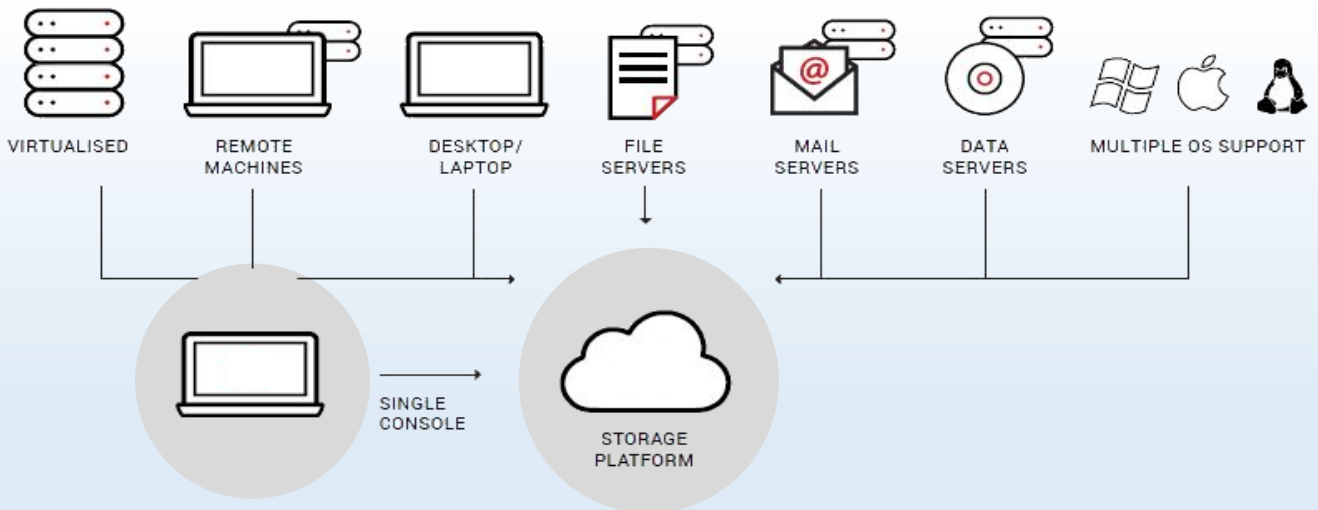 VIRTUALISED
REMOTE
MACHINES
DESKTOP/
LAPTOP
FILE
SERVERS
@
MAIL
SERVERS
DATA
SERVERS
MULTIPLE OS SUPPORT
SINGLE
CONSOLE
STORAGE
PLATFORM